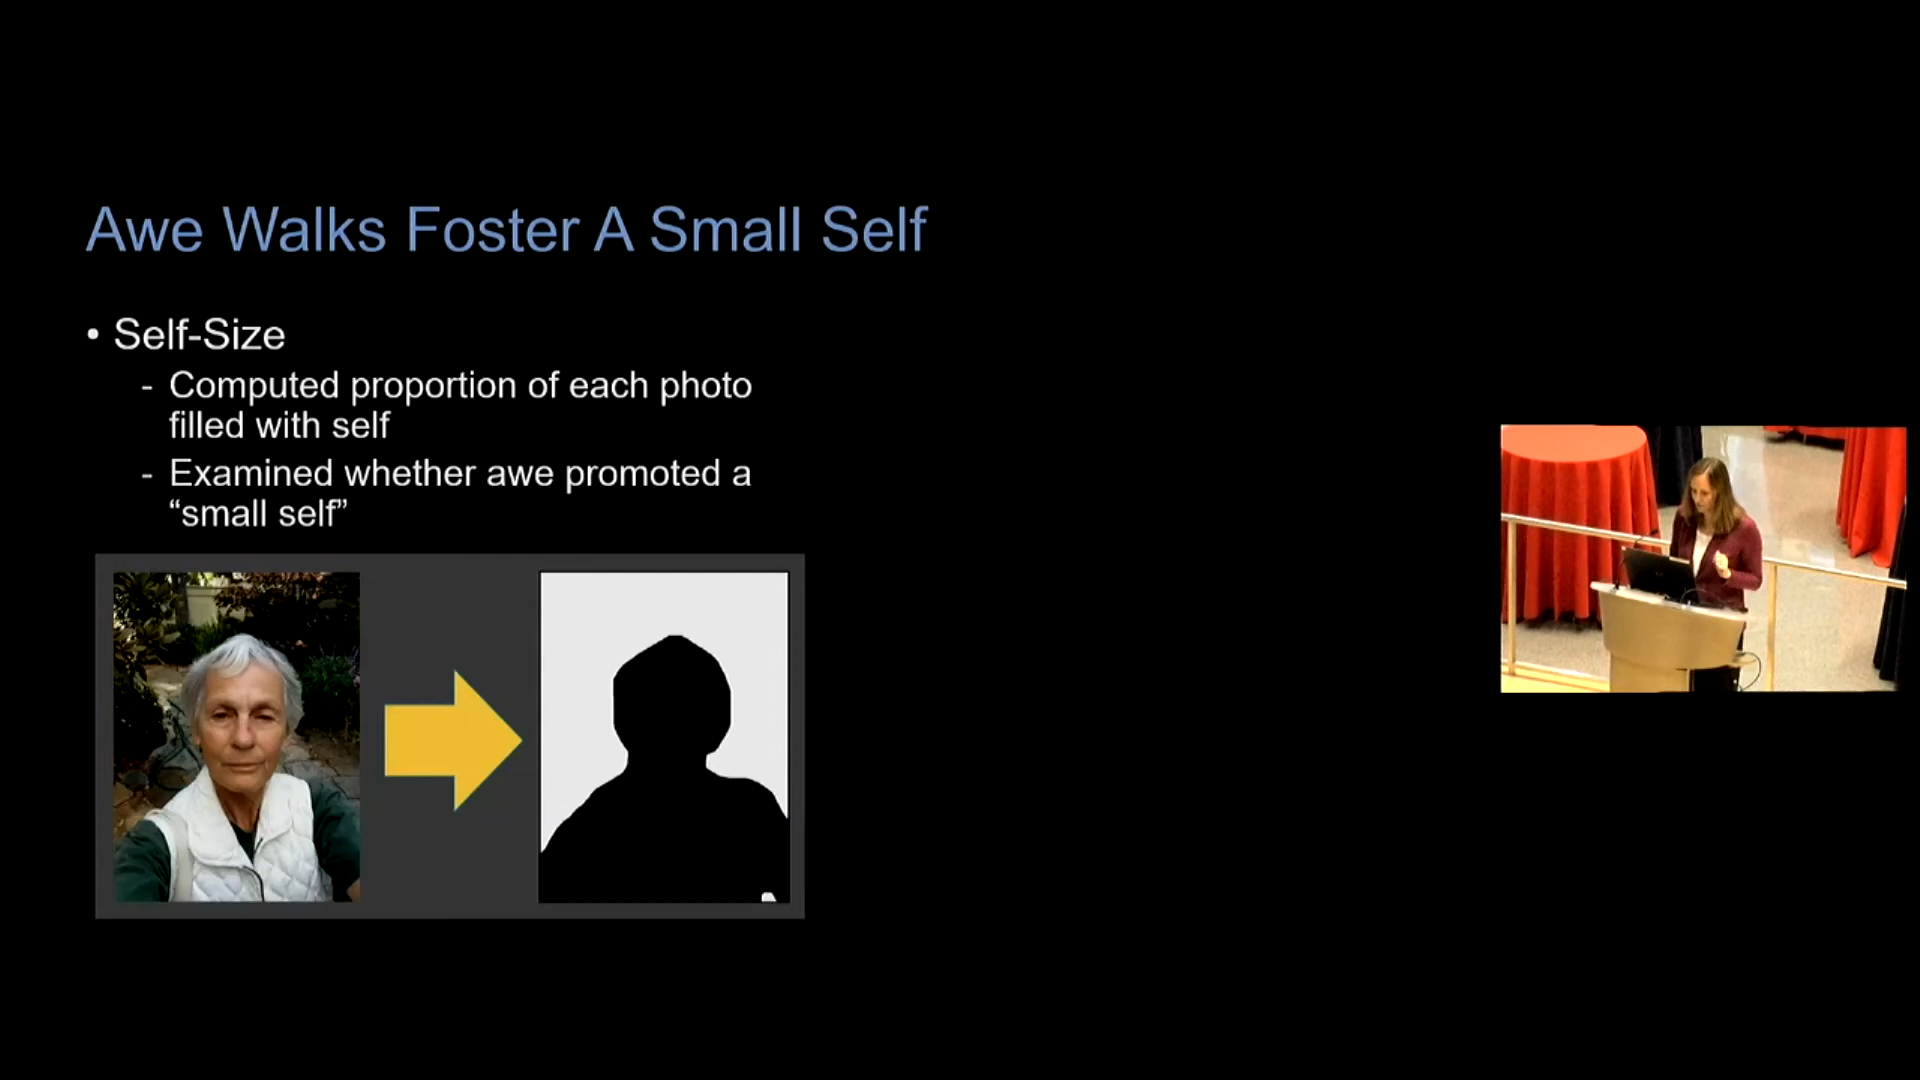 Awe Walks Foster A Small Self
• Self-Size
- Computed proportion of each photo
filled with self
- Examined whether awe promoted a
“small self”